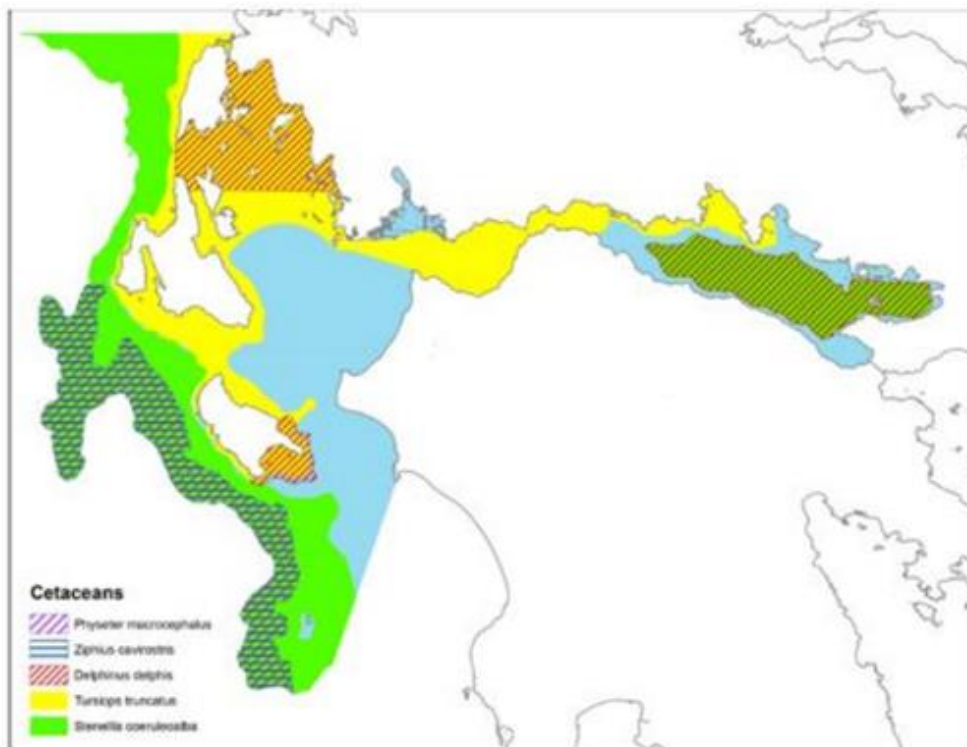 Cetaceans
Physeter macrocephalus
Ziphius cavirostris
Delphinus delphis
Tursiops truncatus
Stenella coeruleoalba